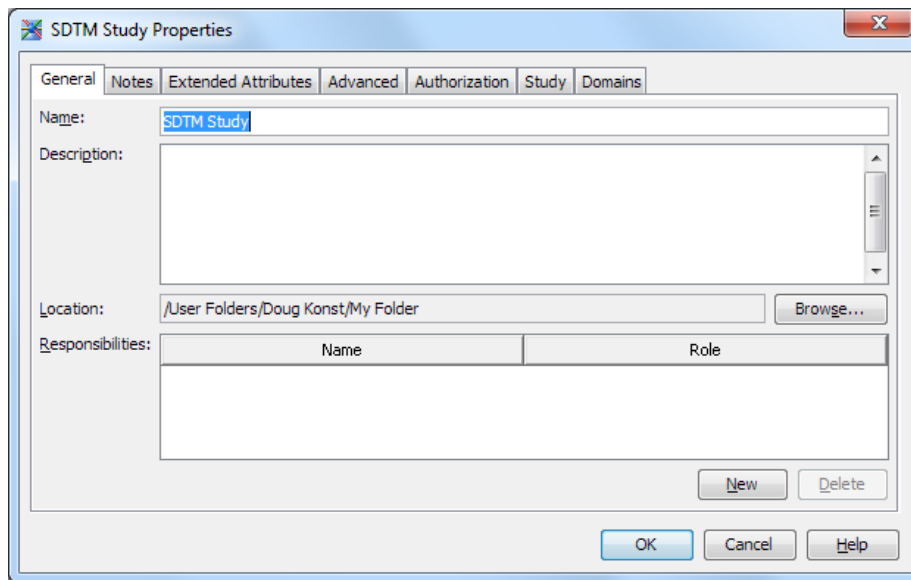 SDTM Study Properties
General Notes Extended Attributes Advanced Authorization Study Domains
Name: SDTM Study
Description:
Location: /User Folders/Doug Konst/My Folder Browse...
Responsibilities: Name Role
New Delete
OK Cancel Help